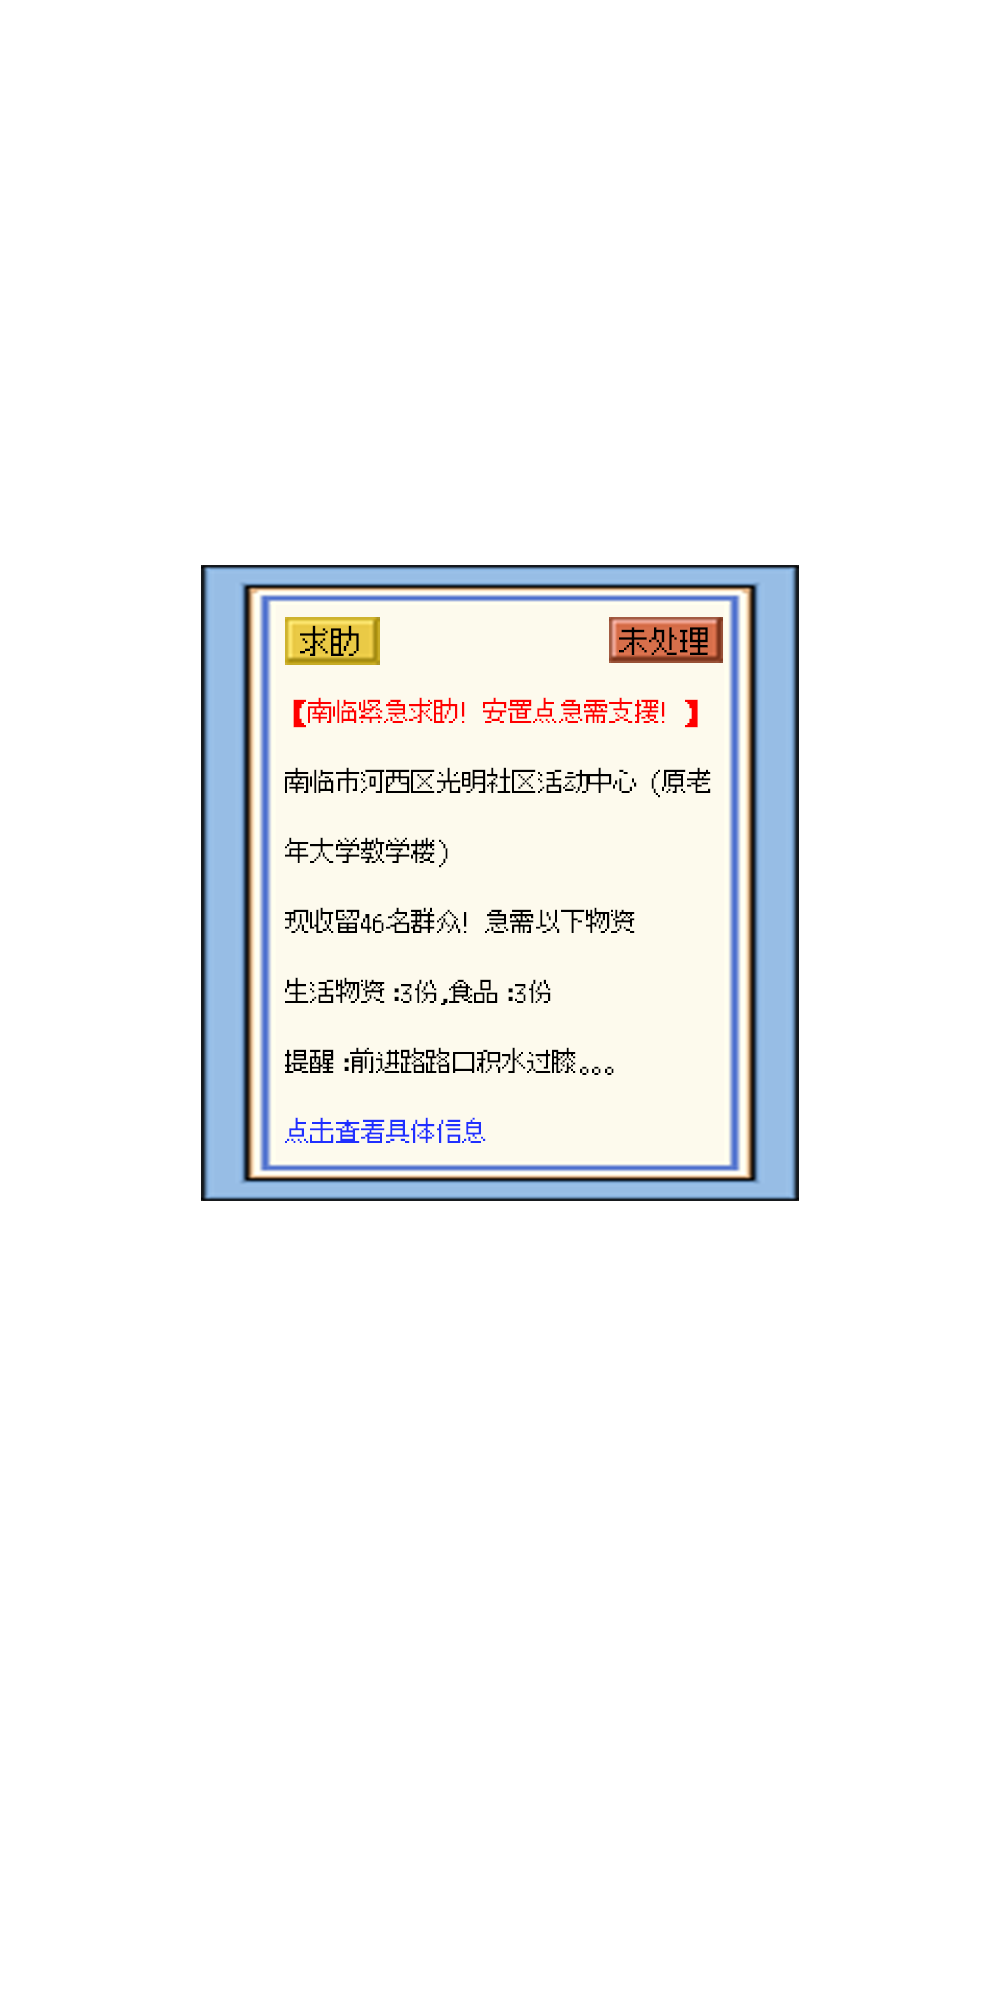 求助 未处理
【南临紧急求助！安置点急需支援！】
南临市河西区光明社区活动中心（原老
年大学教学楼）
现收留46名群众！急需以下物资
生活物资:3份,食品:3份
提醒:前进路路口积水过膝。。。
点击查看具体信息